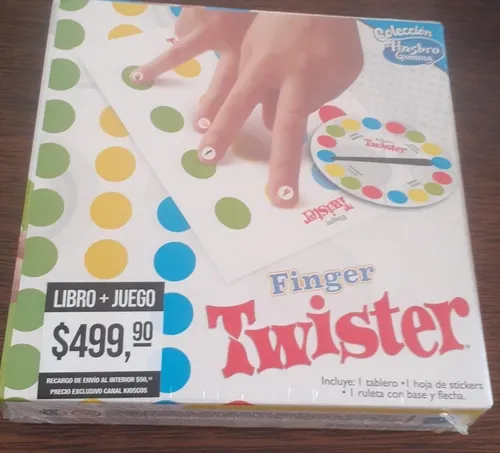 Colección
Hasbro
Gaming
Twister
Finger
Twister
Finger
Twister
LIBRO + JUEGO
$499,90
RECARGO DE ENVÍO AL INTERIOR $50,00
PRECIO EXCLUSIVO CANAL KIOSCOS
Incluye: 1 tablero • 1 hoja de stickers
• 1 ruleta con base y flecha.